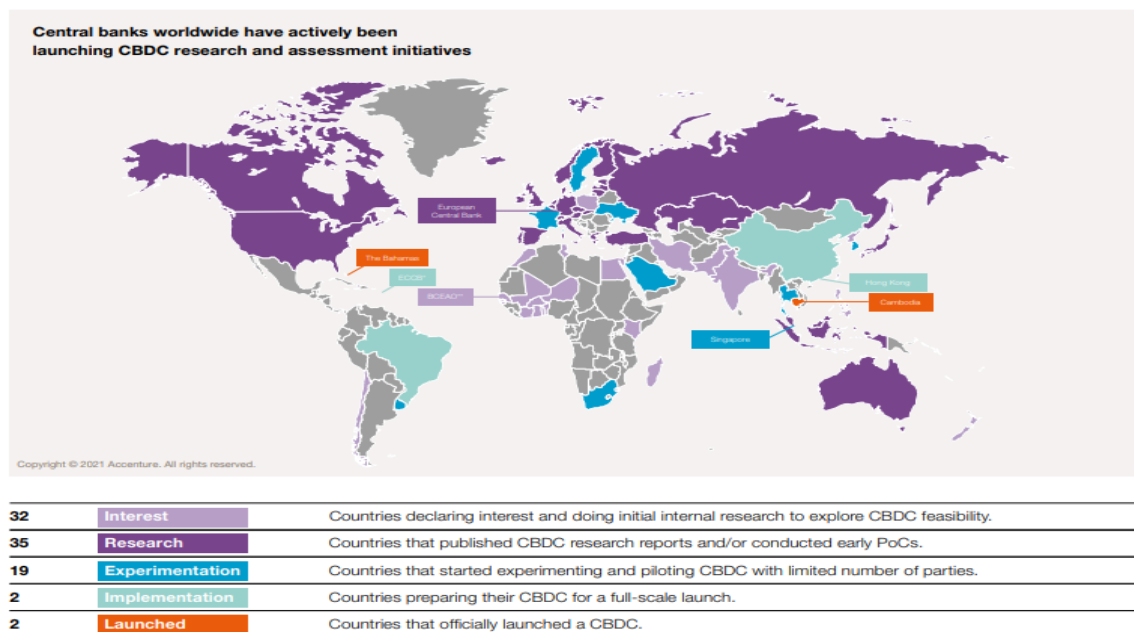 Central banks worldwide have actively been
launching CBDC research and assessment initiatives
European
Central Bank
The Bahamas
ECCB*
BCEAO**
Hong Kong
Cambodia
Singapore
Copyright © 2021 Accenture. All rights reserved.
32 Interest Countries declaring interest and doing initial internal research to explore CBDC feasibility.
35 Research Countries that published CBDC research reports and/or conducted early PoCs.
19 Experimentation Countries that started experimenting and piloting CBDC with limited number of parties.
2 Implementation Countries preparing their CBDC for a full-scale launch.
2 Launched Countries that officially launched a CBDC.